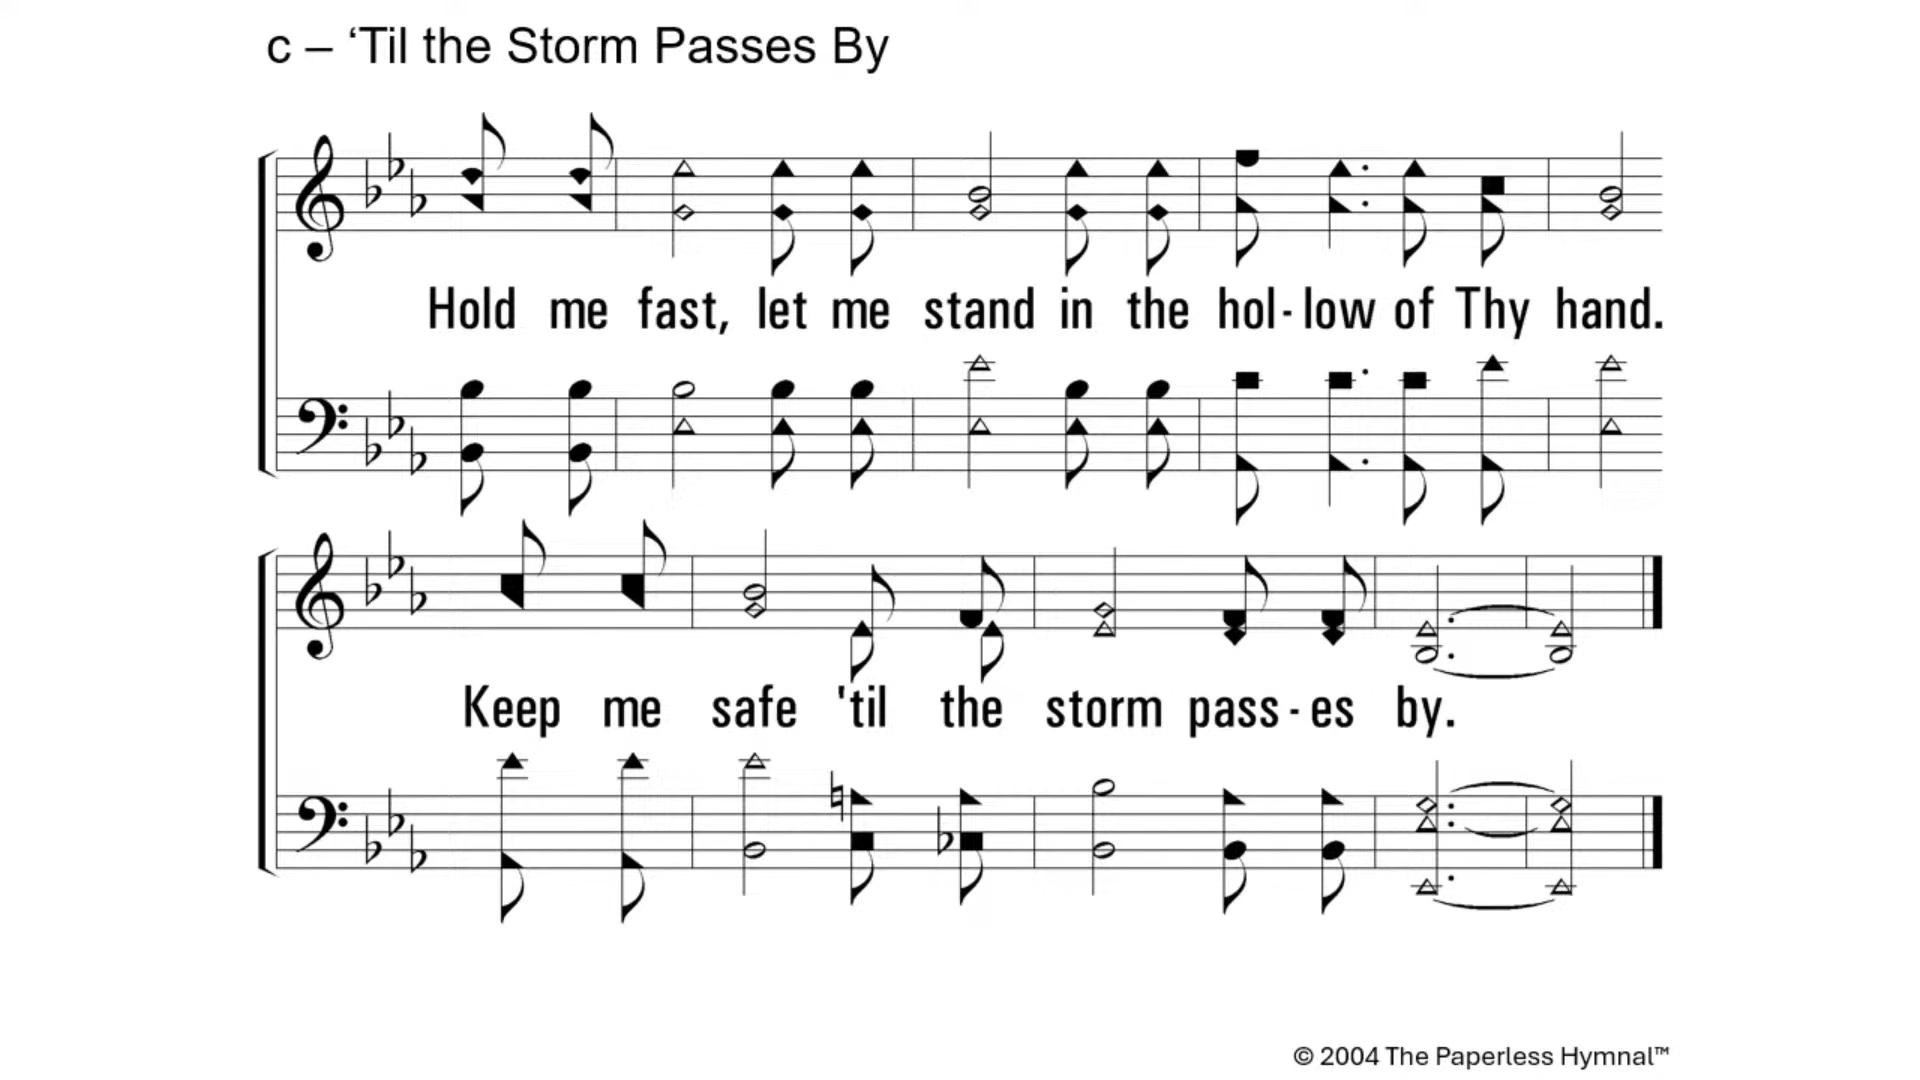 c – ‘Til the Storm Passes By
Hold me fast, let me stand in the hol-low of Thy hand.
Keep me safe 'til the storm pass-es by.
© 2004 The Paperless Hymnal™